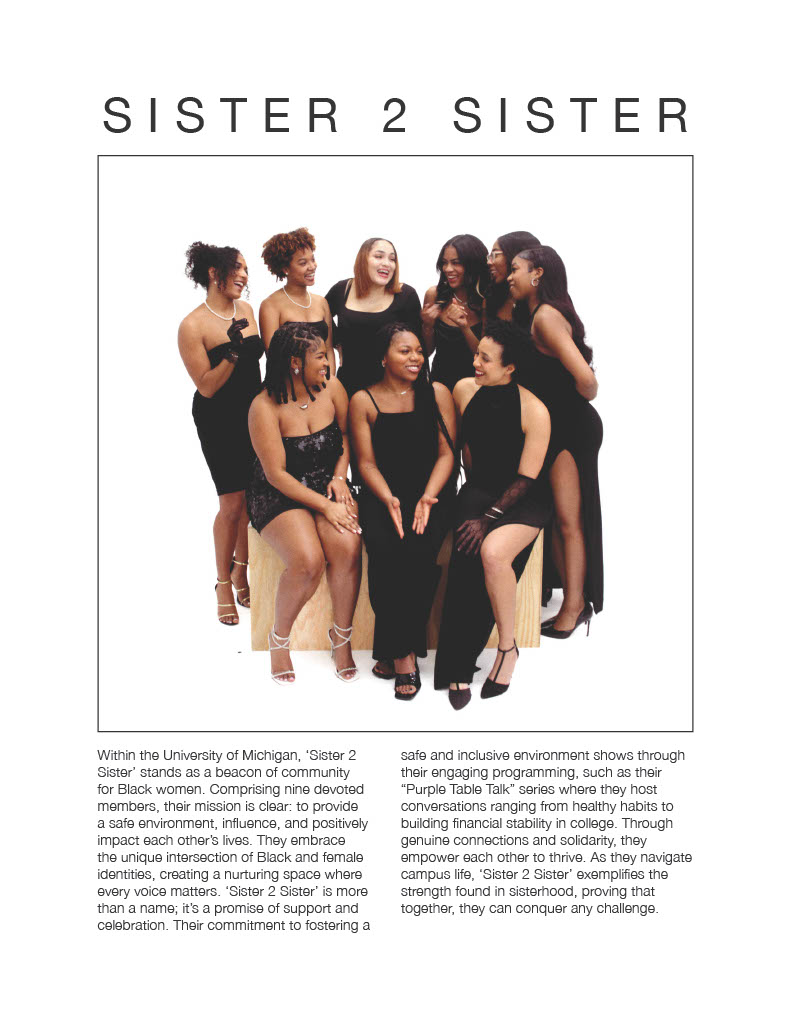 SISTER 2 SISTER
Within the University of Michigan, ‘Sister 2
Sister’ stands as a beacon of community
for Black women. Comprising nine devoted
members, their mission is clear: to provide
a safe environment, influence, and positively
impact each other’s lives. They embrace
the unique intersection of Black and female
identities, creating a nurturing space where
every voice matters. ‘Sister 2 Sister’ is more
than a name; it’s a promise of support and
celebration. Their commitment to fostering a
safe and inclusive environment shows through
their engaging programming, such as their
“Purple Table Talk” series where they host
conversations ranging from healthy habits to
building financial stability in college. Through
genuine connections and solidarity, they
empower each other to thrive. As they navigate
campus life, ‘Sister 2 Sister’ exemplifies the
strength found in sisterhood, proving that
together, they can conquer any challenge.